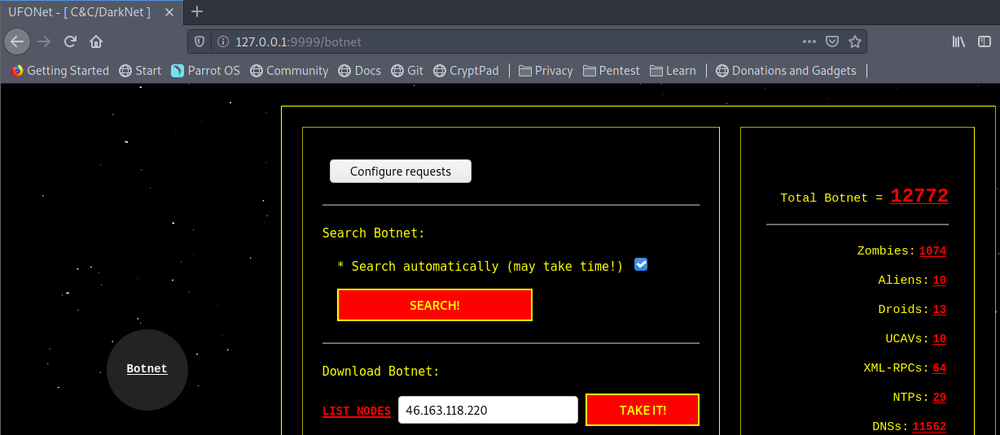 UFONet - [ C&C/DarkNet ]
127.0.0.1:9999/botnet
Getting Started Start Parrot OS Community Docs Git CryptPad Privacy Pentest Learn Donations and Gadgets
Botnet
Configure requests
Search Botnet:
* Search automatically (may take time!)
SEARCH!
Download Botnet:
LIST NODES 46.163.118.220 TAKE IT!
Total Botnet = 12772
Zombies: 1074
Aliens: 10
Droids: 13
UCAVs: 10
XML-RPCs: 64
NTPs: 29
DNSs: 11562